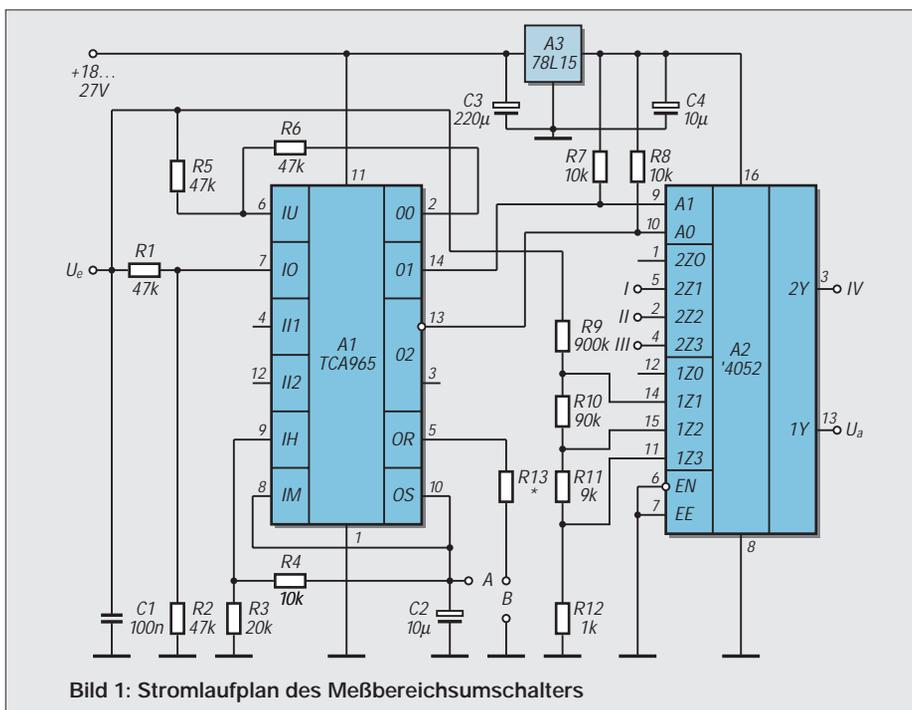 +18...
27V
A3
78L15
C3
220µ
C4
10µ
R5
47k
R6
47k
R7
10k
R8
10k
11
16
6
IU
00
2
9
A1
10
A0
Ue
R1
47k
7
IO
01
14
1
2Z0
I
5
2Z1
2Y
3
IV
4
II1
13
II
2
2Z2
A1
TCA965
02
R9
900k
III
4
2Z3
A2
'4052
12
II2
3
12
1Z0
14
1Z1
R10
90k
15
1Z2
1Y
13
Ua
9
IH
OR
5
11
1Z3
R13
*
R11
9k
6
EN
8
IM
OS
10
7
EE
1
8
R4
10k
A
B
C1
100n
R2
47k
R3
20k
C2
10µ
R12
1k
Bild 1: Stromlaufplan des Meßbereichsumschalters